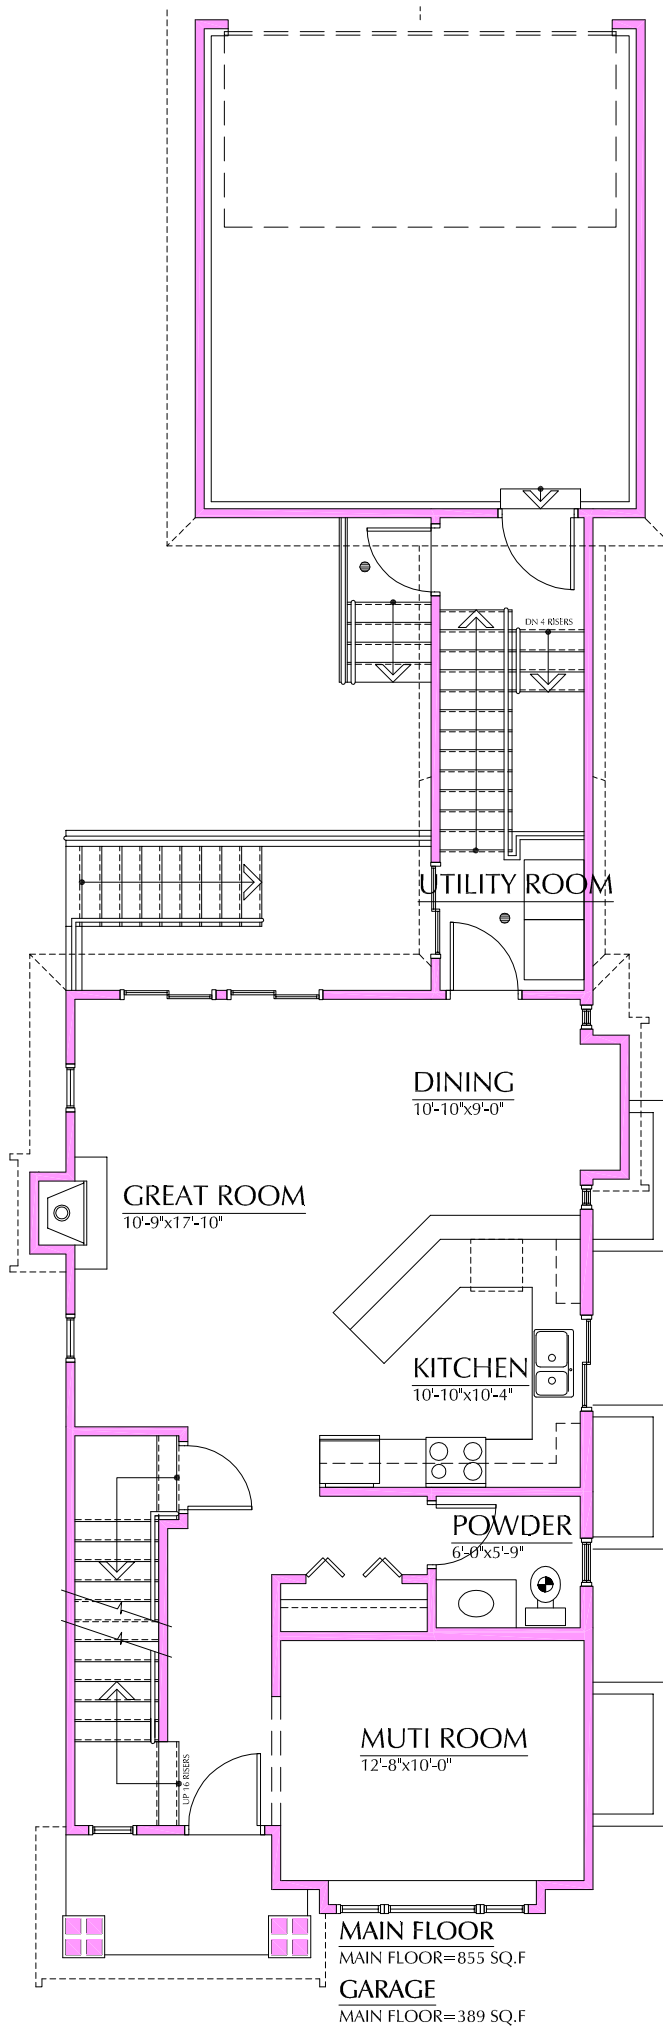 DN 4 RISERS
UTILITY ROOM
DINING
10'-10"x9'-0"
GREAT ROOM
10'-9"x17'-10"
KITCHEN
10'-10"x10'-4"
POWDER
6'-0"x5'-9"
MUTI ROOM
12'-8"x10'-0"
UP 16 RISERS
MAIN FLOOR
MAIN FLOOR=855 SQ.F
GARAGE
MAIN FLOOR=389 SQ.F